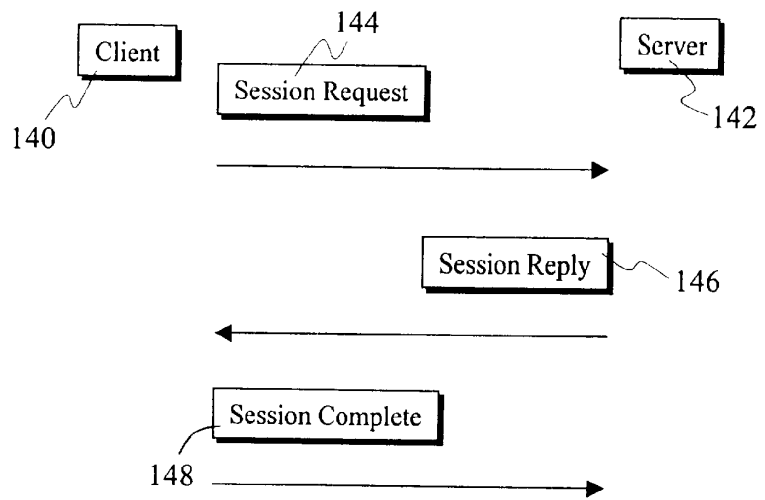 144
Client
Server
Session Request
140
142
Session Reply
146
Session Complete
148